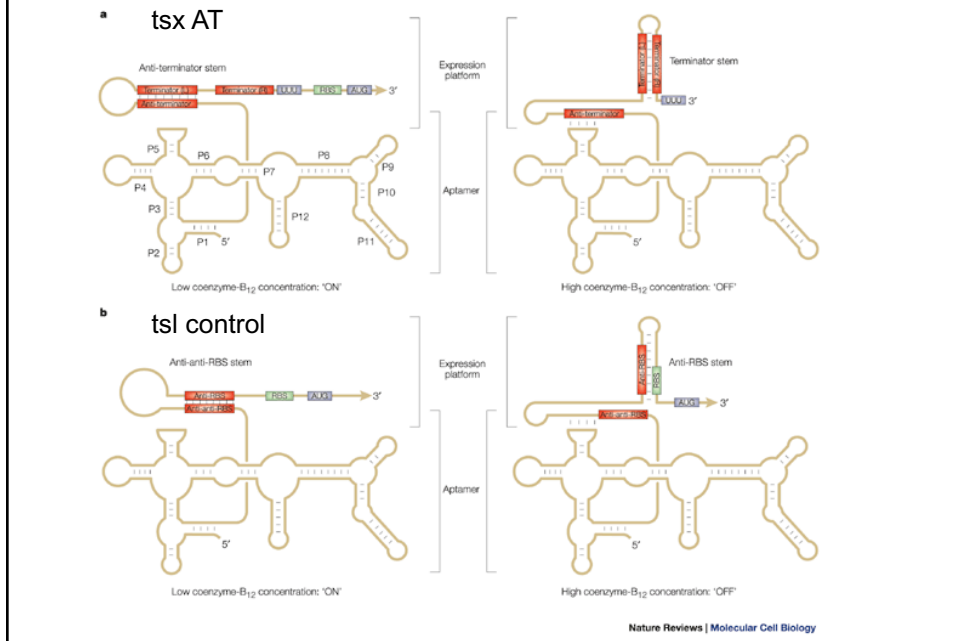 a
tsx AT
Anti-terminator stem
Terminator
Anti-terminator
Terminator
UUU
RBS
AUG
3′
Expression
platform
Terminator stem
UUU
3′
Anti-terminator
P5
P6
P8
P9
P7
P4
P10
P3
P12
P1
5′
P2
P11
Aptamer
5′
Low coenzyme-B12 concentration: 'ON'
High coenzyme-B12 concentration: 'OFF'
b
tsl control
Anti-anti-RBS stem
Anti-RBS
RBS
AUG
3′
Anti-anti-RBS
Expression
platform
Anti-RBS
RBS
Anti-RBS stem
AUG
3′
Anti-anti-RBS
Aptamer
5′
5′
Low coenzyme-B12 concentration: 'ON'
High coenzyme-B12 concentration: 'OFF'
Nature Reviews | Molecular Cell Biology